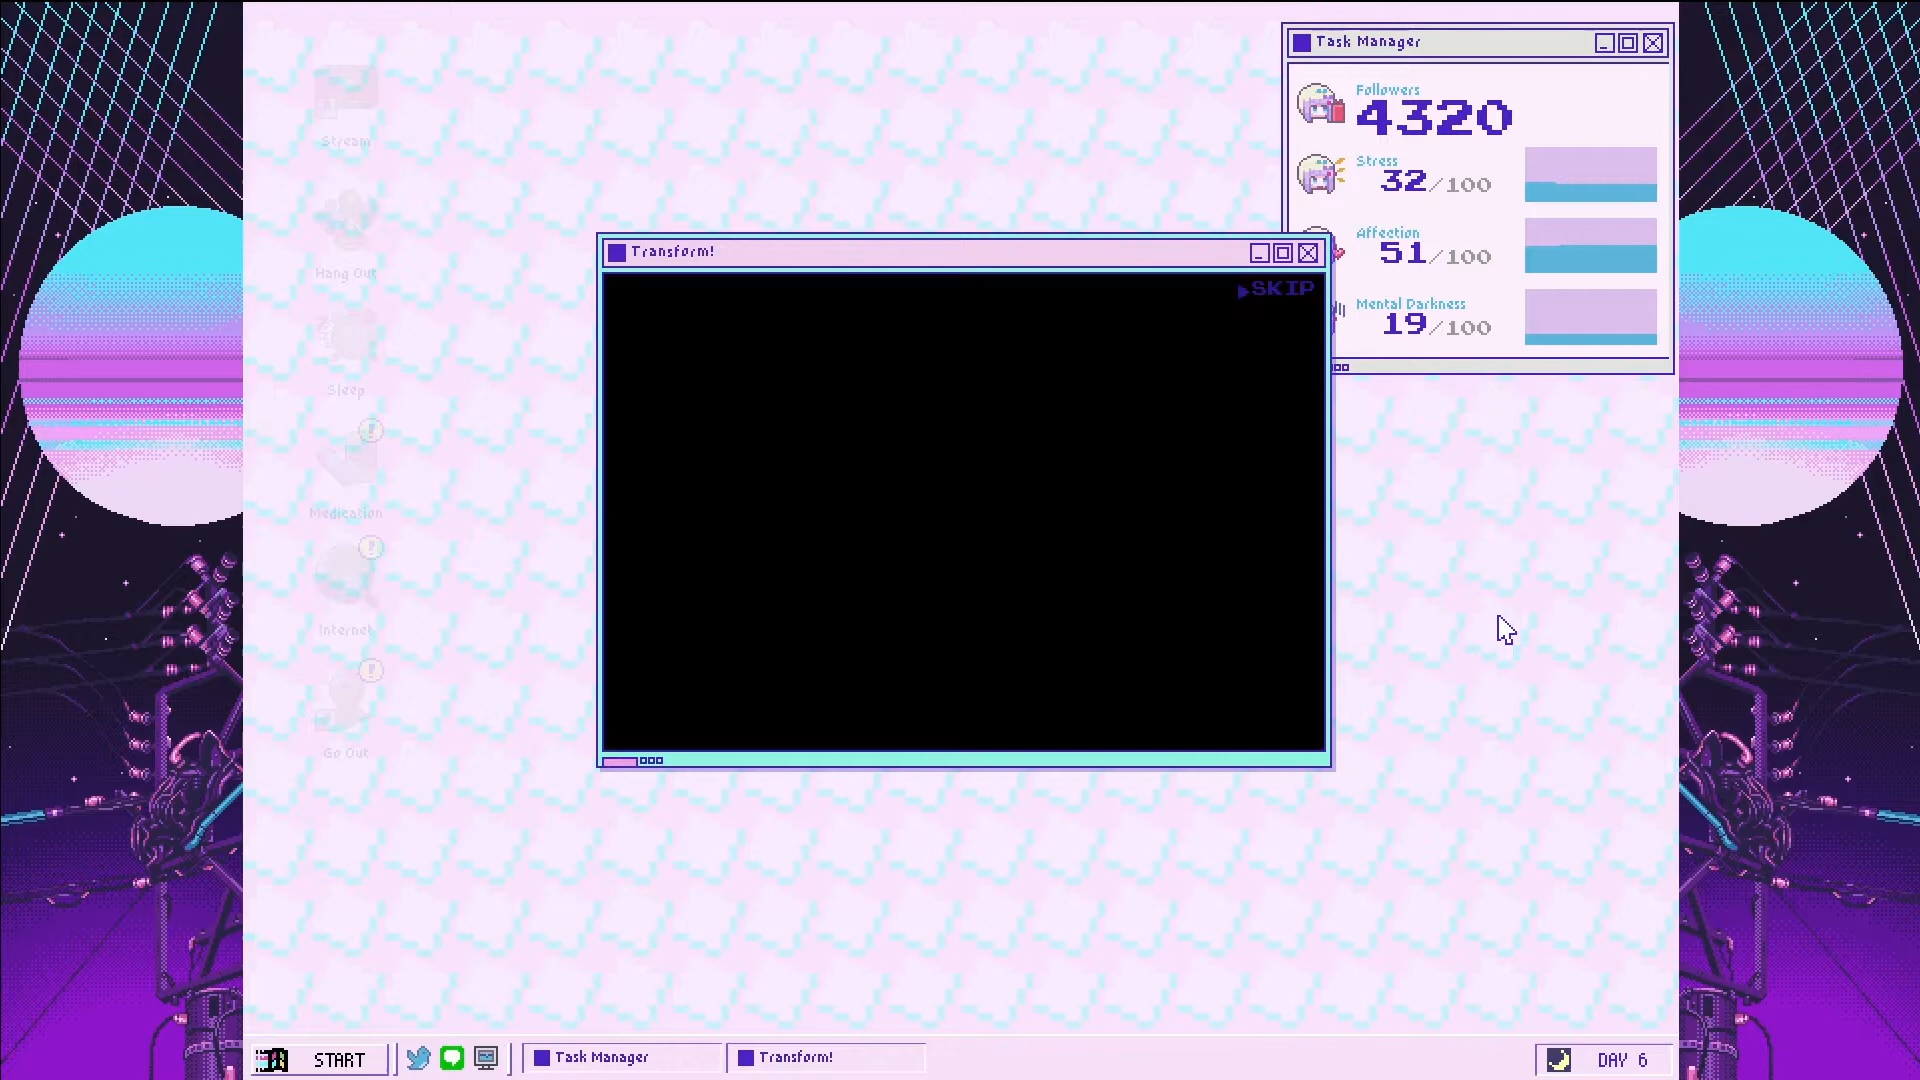 Task Manager
Followers
4320
Stress
32/100
Affection
51/100
Mental Darkness
19/100
Transform!
▶SKIP
Stream
Hang Out
Sleep
Medication
Internet
Go Out
START
Task Manager
Transform!
DAY 6